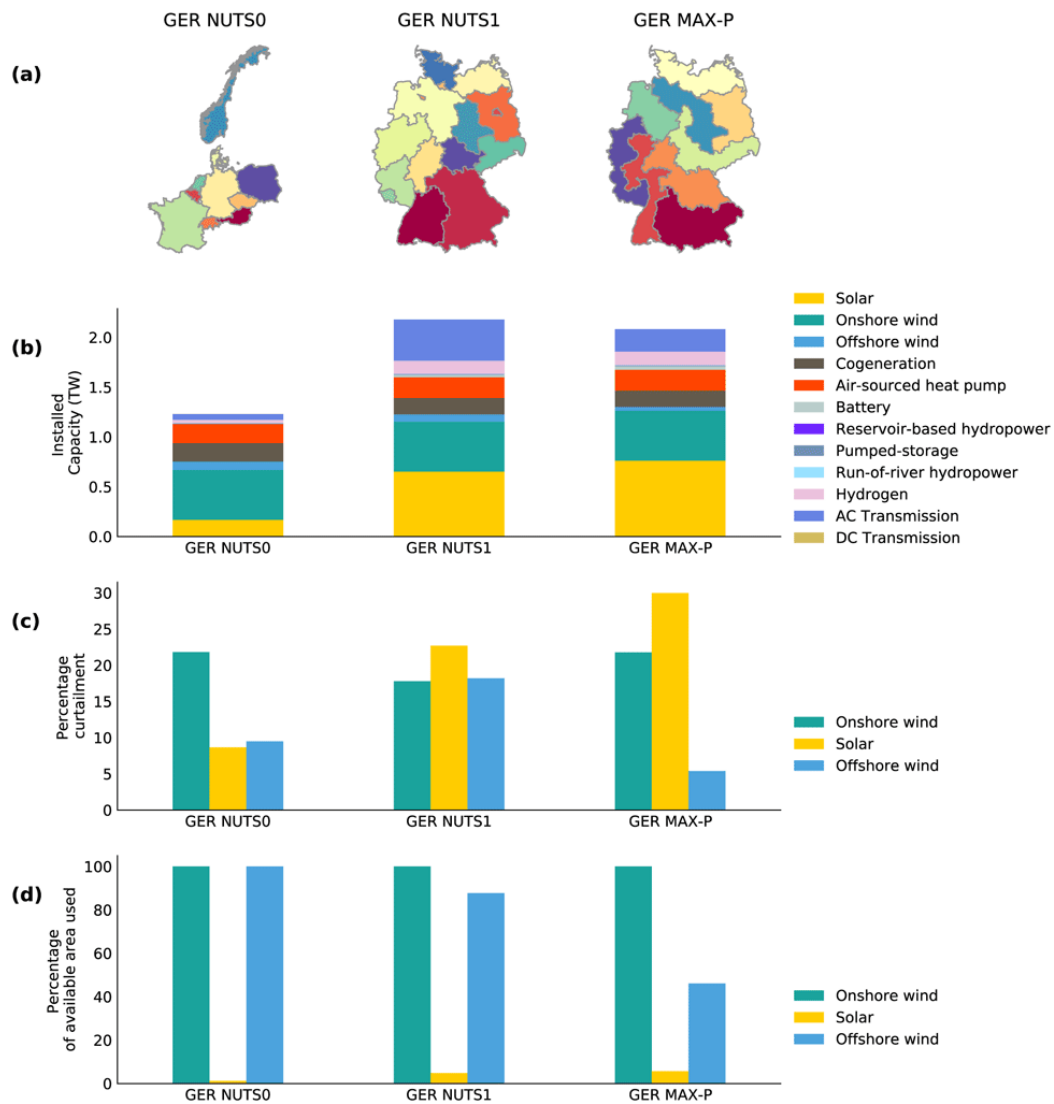 GER NUTS0
GER NUTS1
GER MAX-P
(a)
(b)
Installed
Capacity (TW)
2.0
1.5
1.0
0.5
0.0
GER NUTS0
GER NUTS1
GER MAX-P
Solar
Onshore wind
Offshore wind
Cogeneration
Air-sourced heat pump
Battery
Reservoir-based hydropower
Pumped-storage
Run-of-river hydropower
Hydrogen
AC Transmission
DC Transmission
(c)
Percentage
curtailment
30
25
20
15
10
5
0
GER NUTS0
GER NUTS1
GER MAX-P
Onshore wind
Solar
Offshore wind
(d)
Percentage
of available area used
100
80
60
40
20
0
GER NUTS0
GER NUTS1
GER MAX-P
Onshore wind
Solar
Offshore wind